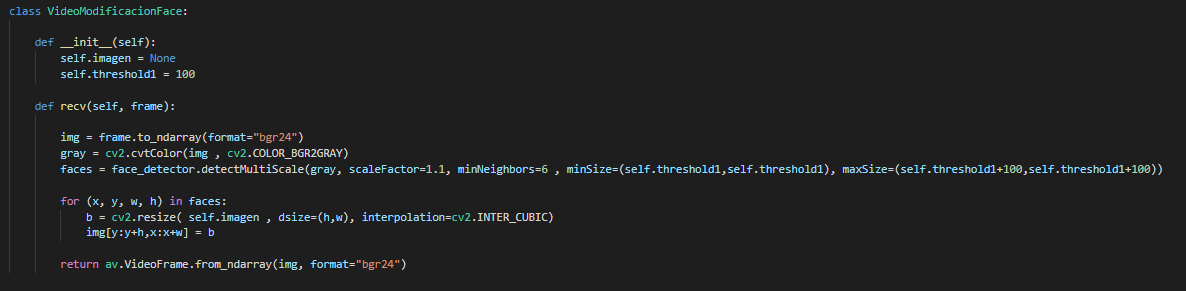 class VideoModificacionFace:
def __init__(self):
self.imagen = None
self.threshold1 = 100
def recv(self, frame):
img = frame.to_ndarray(format="bgr24")
gray = cv2.cvtColor(img , cv2.COLOR_BGR2GRAY)
faces = face_detector.detectMultiScale(gray, scaleFactor=1.1, minNeighbors=6 , minSize=(self.threshold1,self.threshold1), maxSize=(self.threshold1+100,self.threshold1+100))
for (x, y, w, h) in faces:
b = cv2.resize( self.imagen , dsize=(h,w), interpolation=cv2.INTER_CUBIC)
img[y:y+h,x:x+w] = b
return av.VideoFrame.from_ndarray(img, format="bgr24")